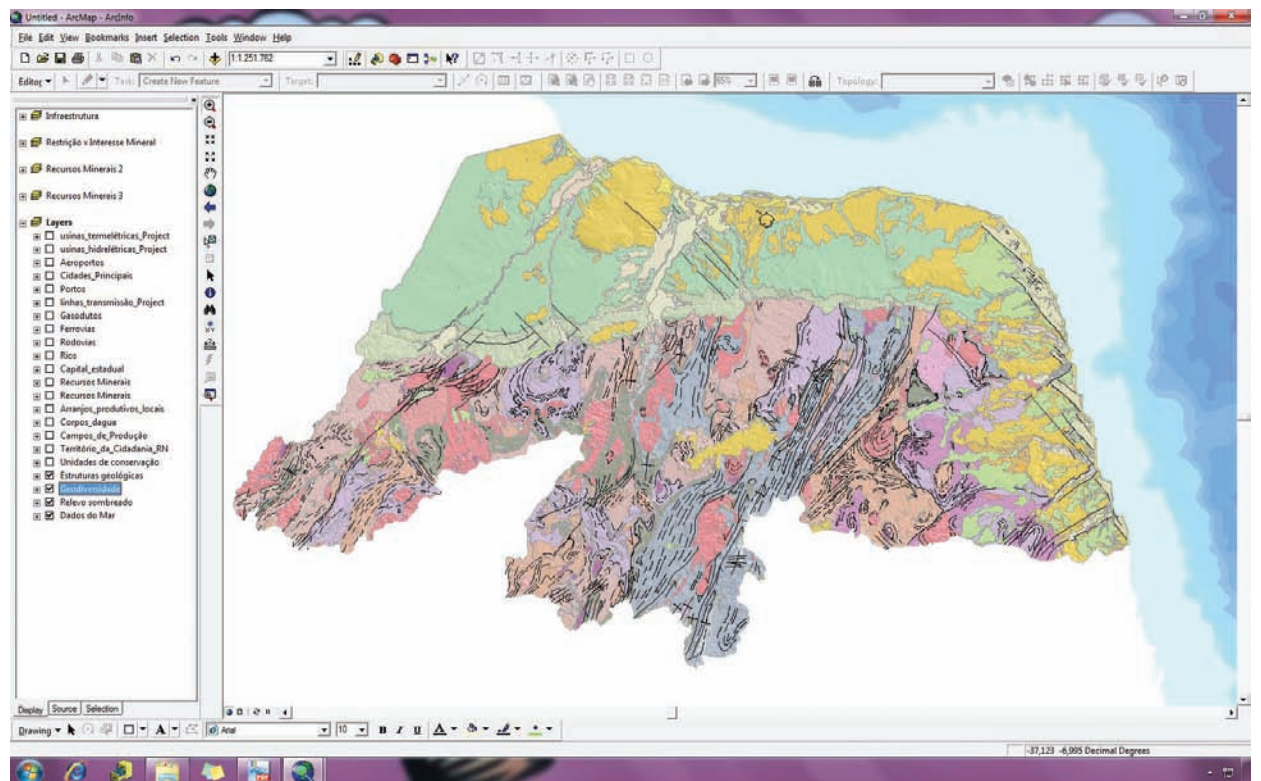 Untitled - ArcMap - ArcInfo
File Edit View Bookmarks Insert Selection Tools Window Help
1:1.251.762
Editor Task: Create New Feature Target: 65% Topology:
Infraestrutura
Restrição v Interesse Mineral
Recursos Minerais 2
Recursos Minerais 3
Layers
usinas_termelétricas_Project
usinas_hidrelétricas_Project
Aeroportos
Cidades_Principais
Portos
linhas_transmissão_Project
Gasodutos
Ferrovias
Rodovias
Rios
Capital_estadual
Recursos Minerais
Recursos Minerais
Arranjos_produtivos_locais
Corpos_dagua
Campos_de_Produção
Território_da_Cidadania_RN
Unidades de conservação
Estruturas geológicas
Geodiversidade
Relevo sombreado
Dados do Mar
Display Source Selection
Drawing A Arial 10 B I U A
-37,123 -6,995 Decimal Degrees